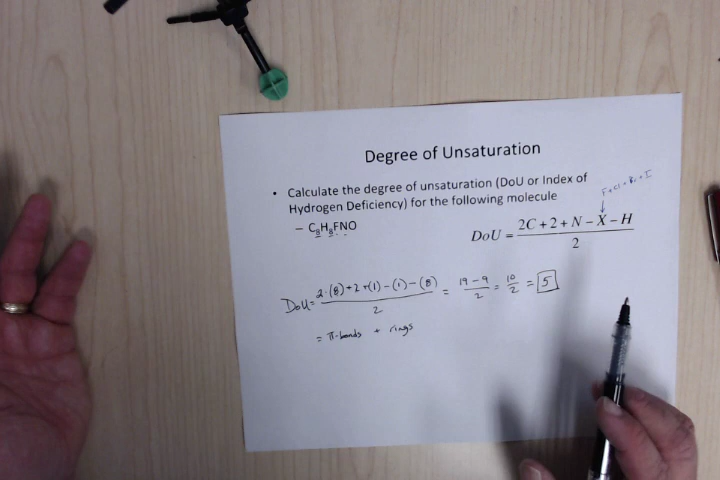 Degree of Unsaturation
• Calculate the degree of unsaturation (DoU or Index of
Hydrogen Deficiency) for the following molecule
F+Cl+Br+I
– C₈H₈FNO
DoU = (2C + 2 + N − X − H) / 2
DoU = (2·(8)+2+(1)−(1)−(8)) / 2 = (19−9) / 2 = 10 / 2 = 5
= π-bonds + rings